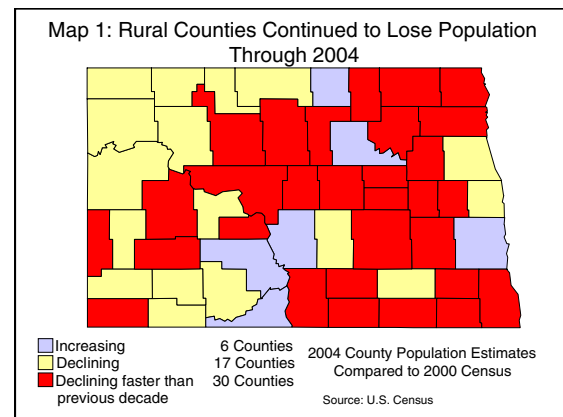 Map 1: Rural Counties Continued to Lose Population
Through 2004
Increasing 6 Counties
Declining 17 Counties
Declining faster than 30 Counties
previous decade
2004 County Population Estimates
Compared to 2000 Census
Source: U.S. Census